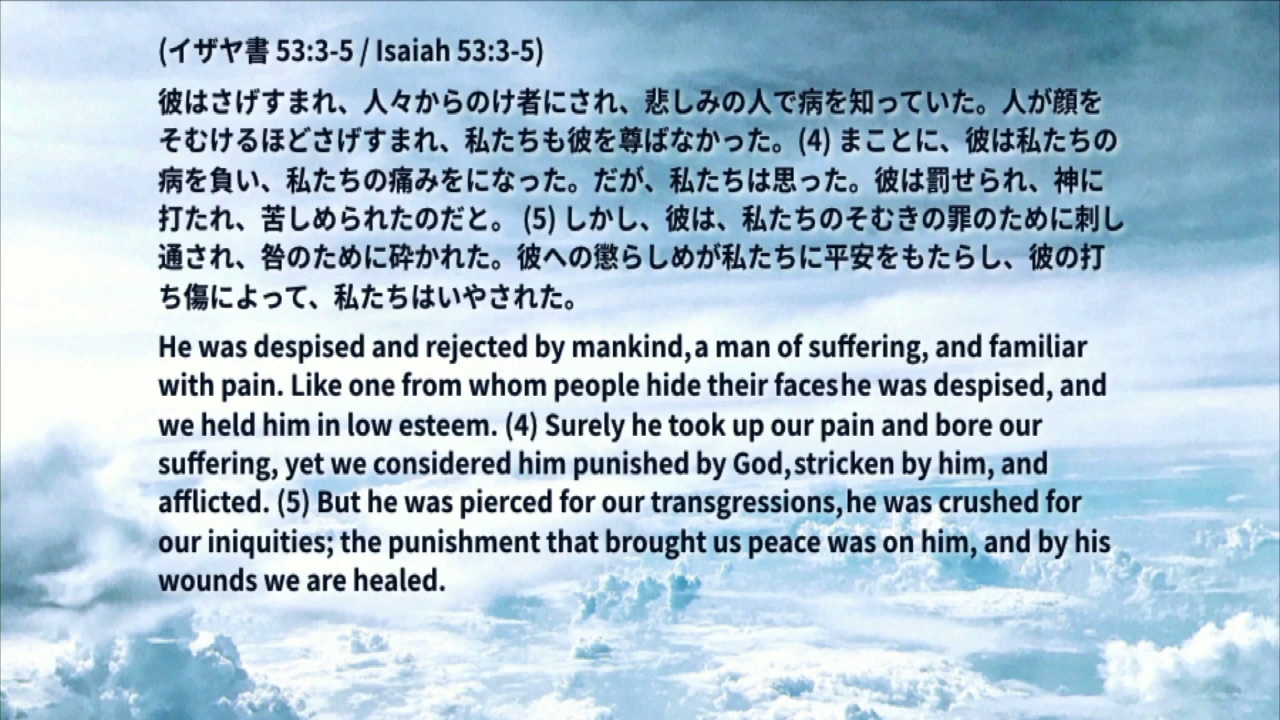 (イザヤ書 53:3-5 / Isaiah 53:3-5)
彼はさげすまれ、人々からのけ者にされ、悲しみの人で病を知っていた。人が顔を
そむけるほどさげすまれ、私たちも彼を尊ばなかった。(4) まことに、彼は私たちの
病を負い、私たちの痛みをになった。だが、私たちは思った。彼は罰せられ、神に
打たれ、苦しめられたのだと。 (5) しかし、彼は、私たちのそむきの罪のために刺し
通され、咎のために砕かれた。彼への懲らしめが私たちに平安をもたらし、彼の打
ち傷によって、私たちはいやされた。
He was despised and rejected by mankind,a man of suffering, and familiar
with pain. Like one from whom people hide their faceshe was despised, and
we held him in low esteem. (4) Surely he took up our pain and bore our
suffering, yet we considered him punished by God,stricken by him, and
afflicted. (5) But he was pierced for our transgressions,he was crushed for
our iniquities; the punishment that brought us peace was on him, and by his
wounds we are healed.